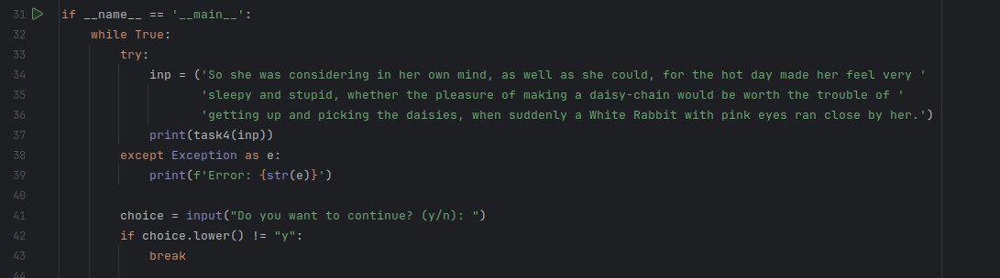 31 if __name__ == '__main__':
32 while True:
33 try:
34 inp = ('So she was considering in her own mind, as well as she could, for the hot day made her feel very '
35 'sleepy and stupid, whether the pleasure of making a daisy-chain would be worth the trouble of '
36 'getting up and picking the daisies, when suddenly a White Rabbit with pink eyes ran close by her.')
37 print(task4(inp))
38 except Exception as e:
39 print(f'Error: {str(e)}')
40
41 choice = input("Do you want to continue? (y/n): ")
42 if choice.lower() != "y":
43 break
44